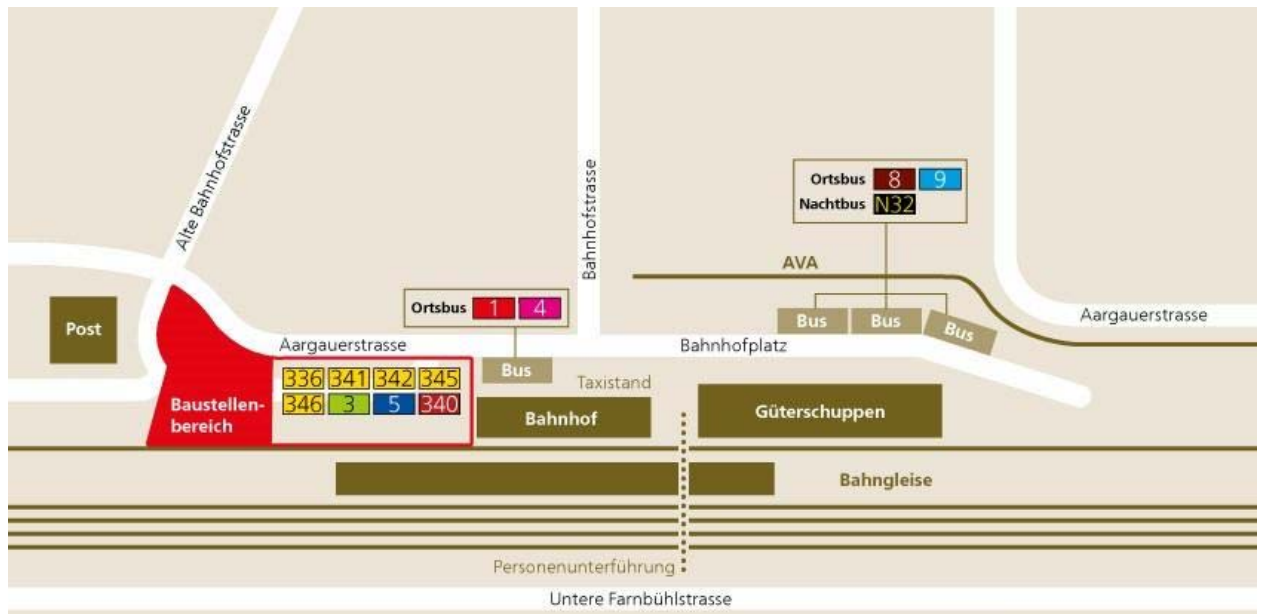 Alte Bahnhofstrasse
Bahnhofstrasse
Ortsbus 8 9
Nachtbus N32
AVA
Ortsbus 1 4
Post
Bus Bus Bus
Aargauerstrasse
Aargauerstrasse
Bahnhofplatz
Bus
336 341 342 345
346 3 5 340
Taxistand
Baustellen-
bereich
Bahnhof
Güterschuppen
Bahngleise
Personenunterführung
Untere Farnbühlstrasse